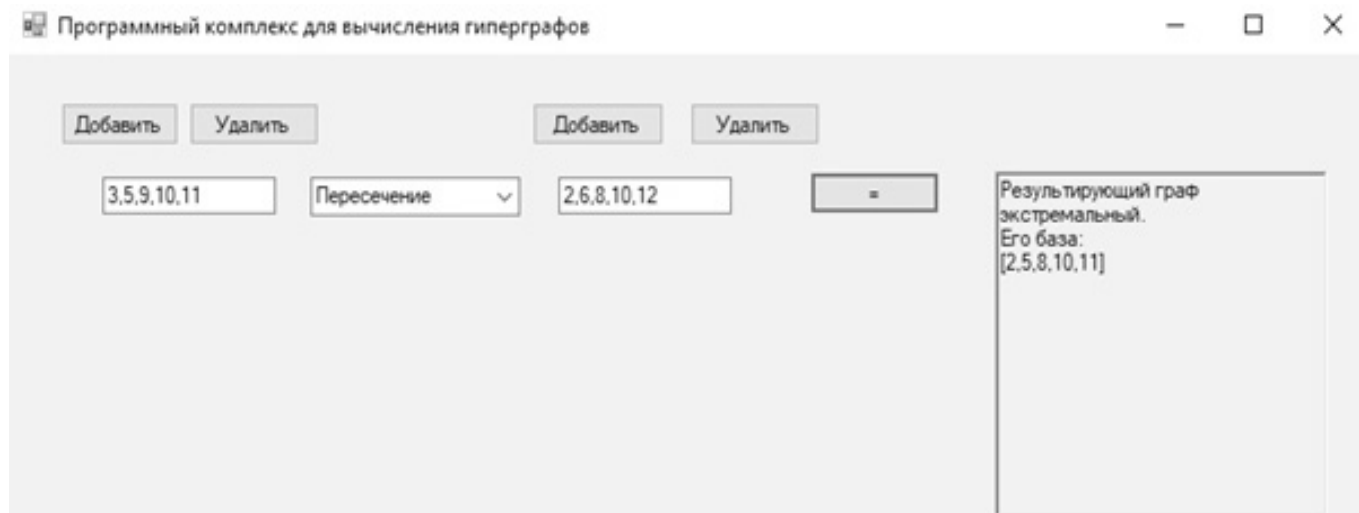 Программный комплекс для вычисления гиперграфов
Добавить Удалить Добавить Удалить
3,5,9,10,11 Пересечение 2,6,8,10,12 =
Результирующий граф
экстремальный.
Его база:
[2,5,8,10,11]